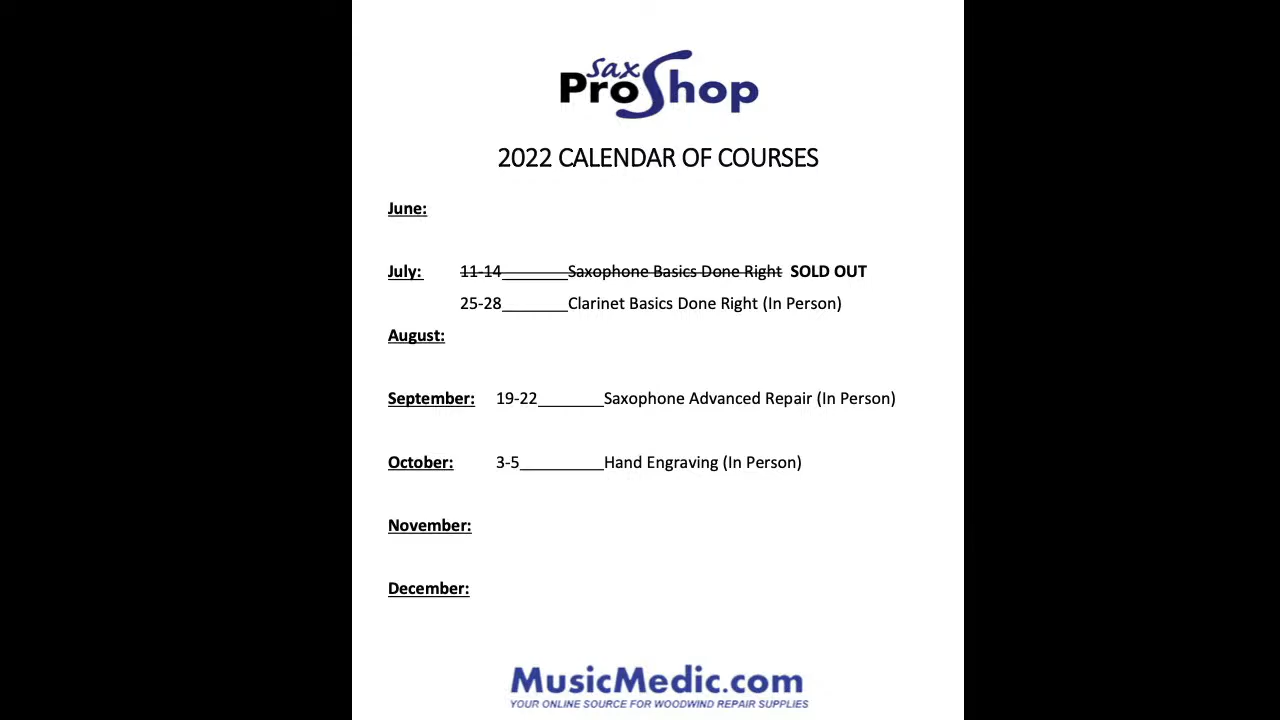 Sax
ProShop
2022 CALENDAR OF COURSES
June:
July: 11-14________Saxophone Basics Done Right SOLD OUT
25-28________Clarinet Basics Done Right (In Person)
August:
September: 19-22________Saxophone Advanced Repair (In Person)
October: 3-5__________Hand Engraving (In Person)
November:
December:
MusicMedic.com
YOUR ONLINE SOURCE FOR WOODWIND REPAIR SUPPLIES